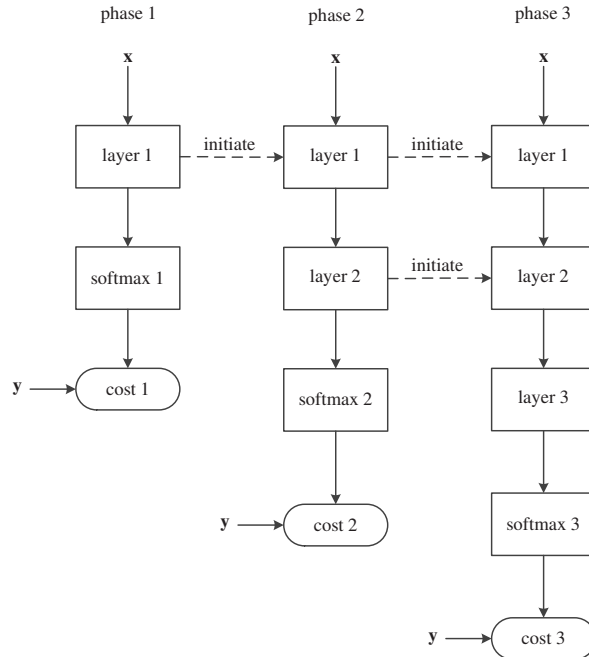 phase 1 phase 2 phase 3
x x x
layer 1 initiate layer 1 initiate layer 1
softmax 1 layer 2 initiate layer 2
y cost 1 softmax 2 layer 3
y cost 2 softmax 3
y cost 3